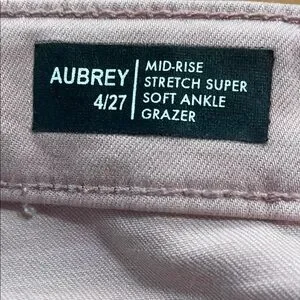 AUBREY
4/27
MID-RISE
STRETCH SUPER
SOFT ANKLE
GRAZER